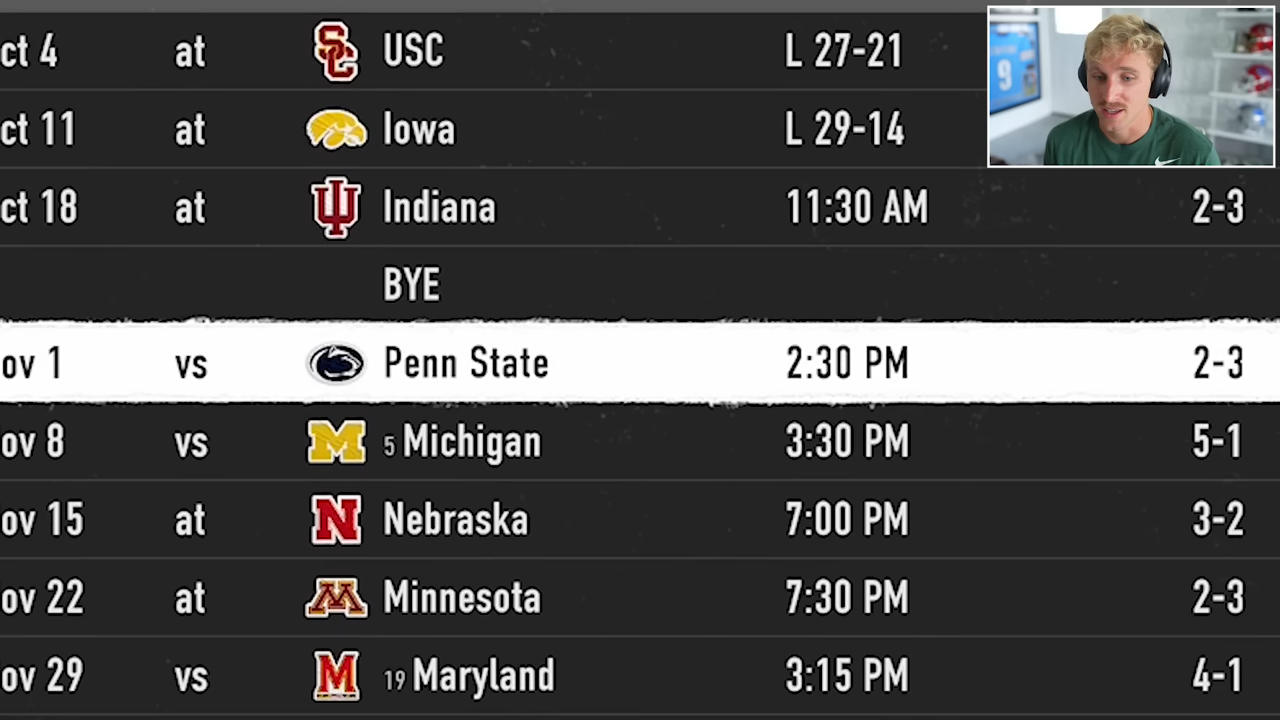 ct 4 at SC USC L 27-21
ct 11 at Iowa L 29-14
ct 18 at Indiana 11:30 AM 2-3
BYE
ov 1 vs Penn State 2:30 PM 2-3
ov 8 vs M 5 Michigan 3:30 PM 5-1
ov 15 at N Nebraska 7:00 PM 3-2
ov 22 at M Minnesota 7:30 PM 2-3
ov 29 vs M 19 Maryland 3:15 PM 4-1
9